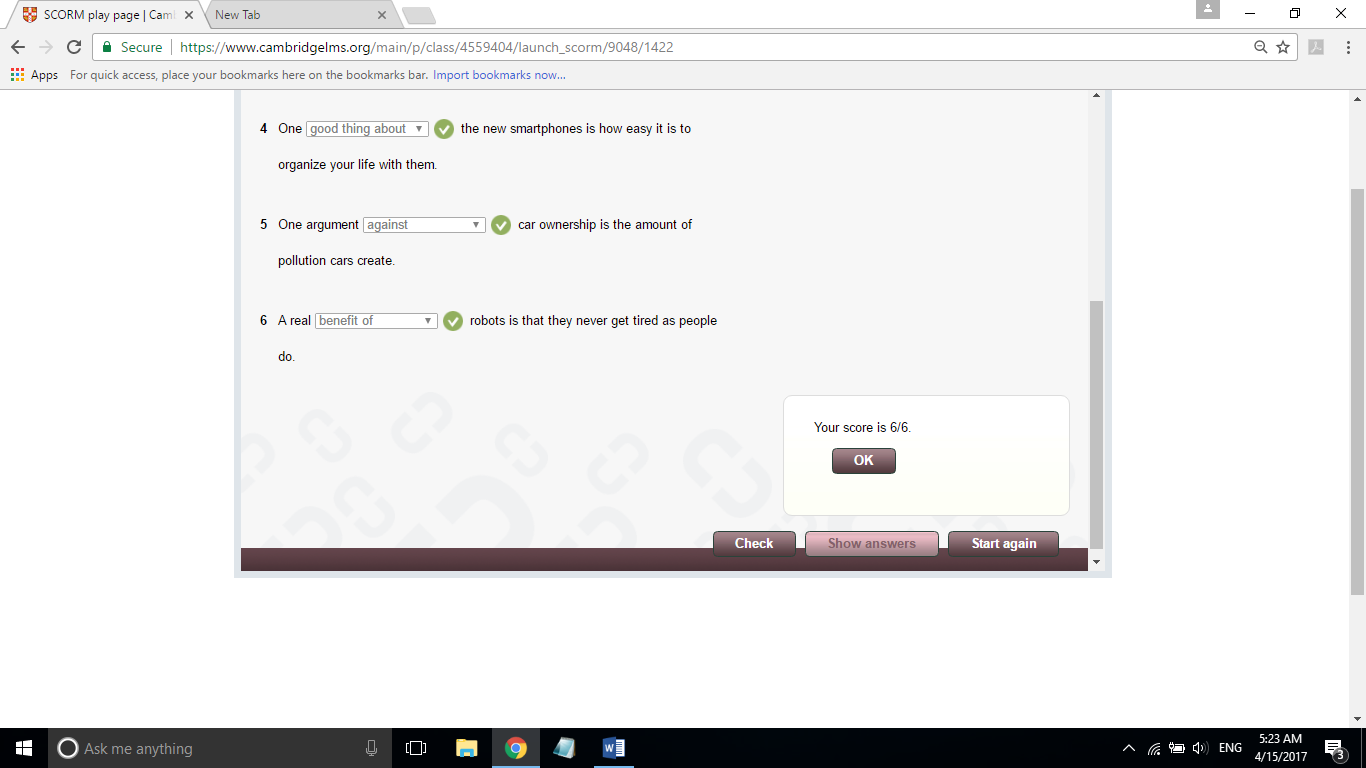 SCORM play page | Cam
New Tab
Secure
https://www.cambridgelms.org/main/p/class/4559404/launch_scorm/9048/1422
Apps
For quick access, place your bookmarks here on the bookmarks bar. Import bookmarks now...
4 One good thing about the new smartphones is how easy it is to
organize your life with them.
5 One argument against car ownership is the amount of
pollution cars create.
6 A real benefit of robots is that they never get tired as people
do.
Your score is 6/6.
OK
Check
Show answers
Start again
Ask me anything
ENG
5:23 AM
4/15/2017
3